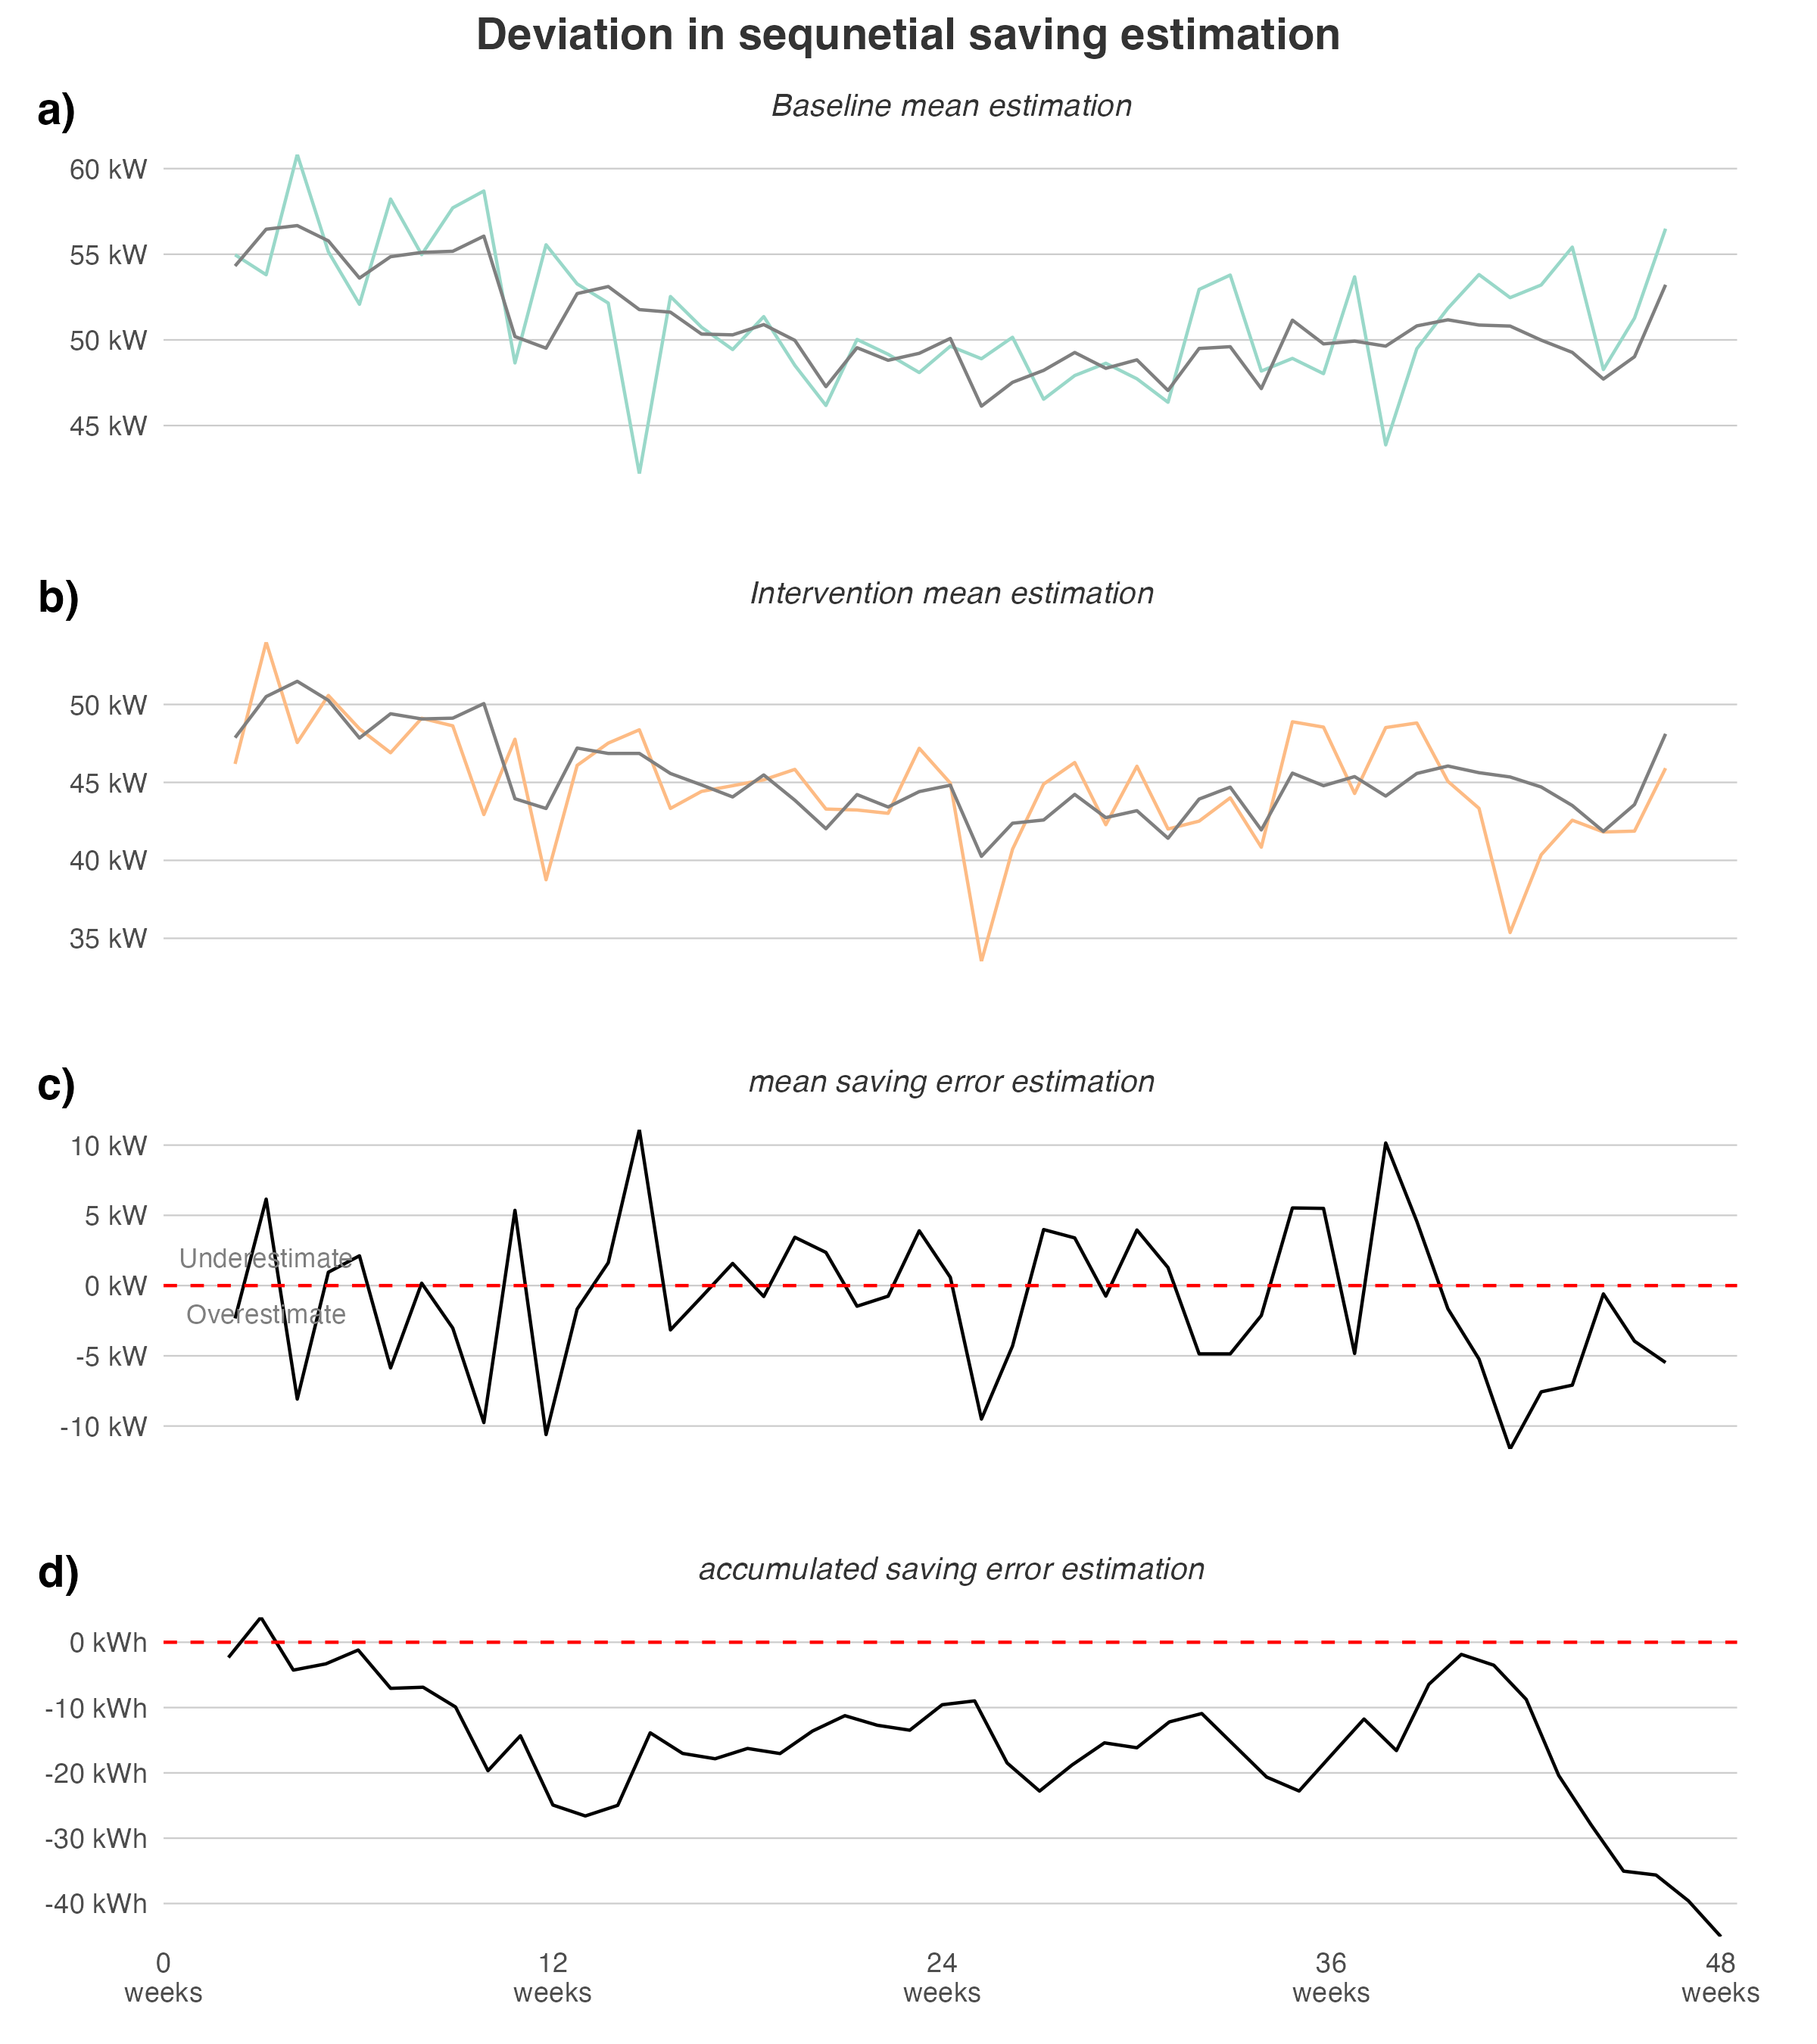 Deviation in sequnetial saving estimation
a)
Baseline mean estimation
60 kW
55 kW
50 kW
45 kW
b)
Intervention mean estimation
50 kW
45 kW
40 kW
35 kW
c)
mean saving error estimation
10 kW
5 kW
Underestimate
0 kW
Overestimate
-5 kW
-10 kW
d)
accumulated saving error estimation
0 kWh
-10 kWh
-20 kWh
-30 kWh
-40 kWh
0 12 24 36 48
weeks weeks weeks weeks weeks